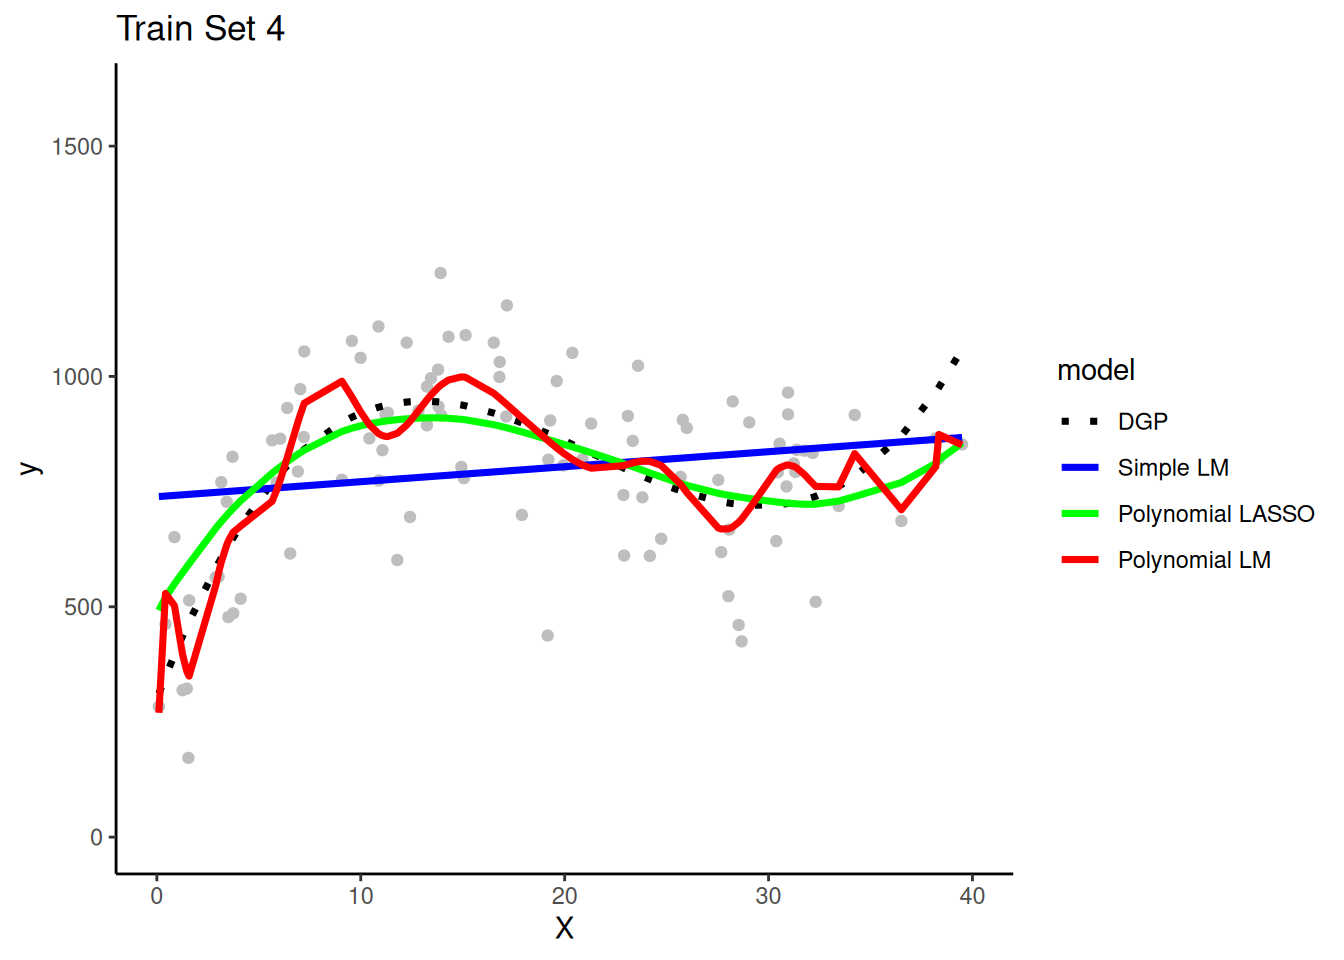 Train Set 4
1500
1000
500
0
y
0 10 20 30 40
X
model
DGP
Simple LM
Polynomial LASSO
Polynomial LM